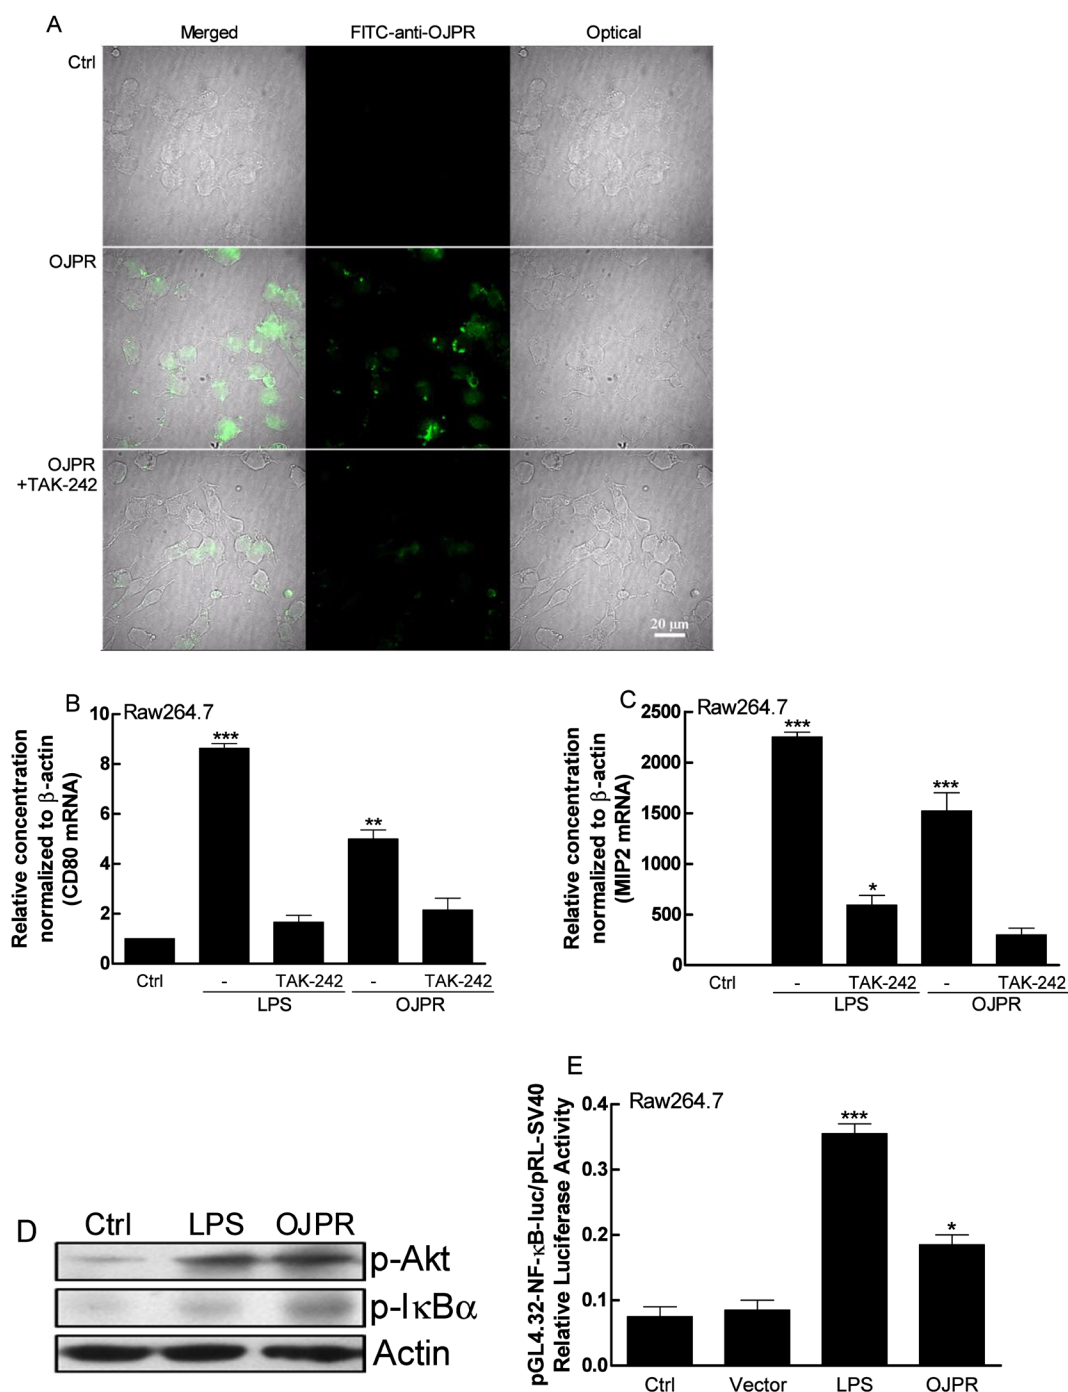 A
Merged FITC-anti-OJPR Optical
Ctrl
OJPR
OJPR
+TAK-242
20 μm
B
Raw264.7
Relative concentration
normalized to β-actin
(CD80 mRNA)
10
8
6
4
2
0
***
**
Ctrl - TAK-242 - TAK-242
LPS OJPR
C
Raw264.7
Relative concentration
normalized to β-actin
(MIP2 mRNA)
2500
2000
1500
1000
500
0
***
*
***
Ctrl - TAK-242 - TAK-242
LPS OJPR
D
Ctrl LPS OJPR
p-Akt
p-IκBα
Actin
E
Raw264.7
pGL4.32-NF-κB-luc/pRL-SV40
Relative Luciferase Activity
0.4
0.3
0.2
0.1
0.0
***
*
Ctrl Vector LPS OJPR